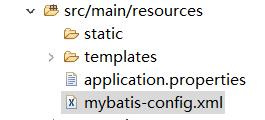 src/main/resources
static
templates
application.properties
mybatis-config.xml